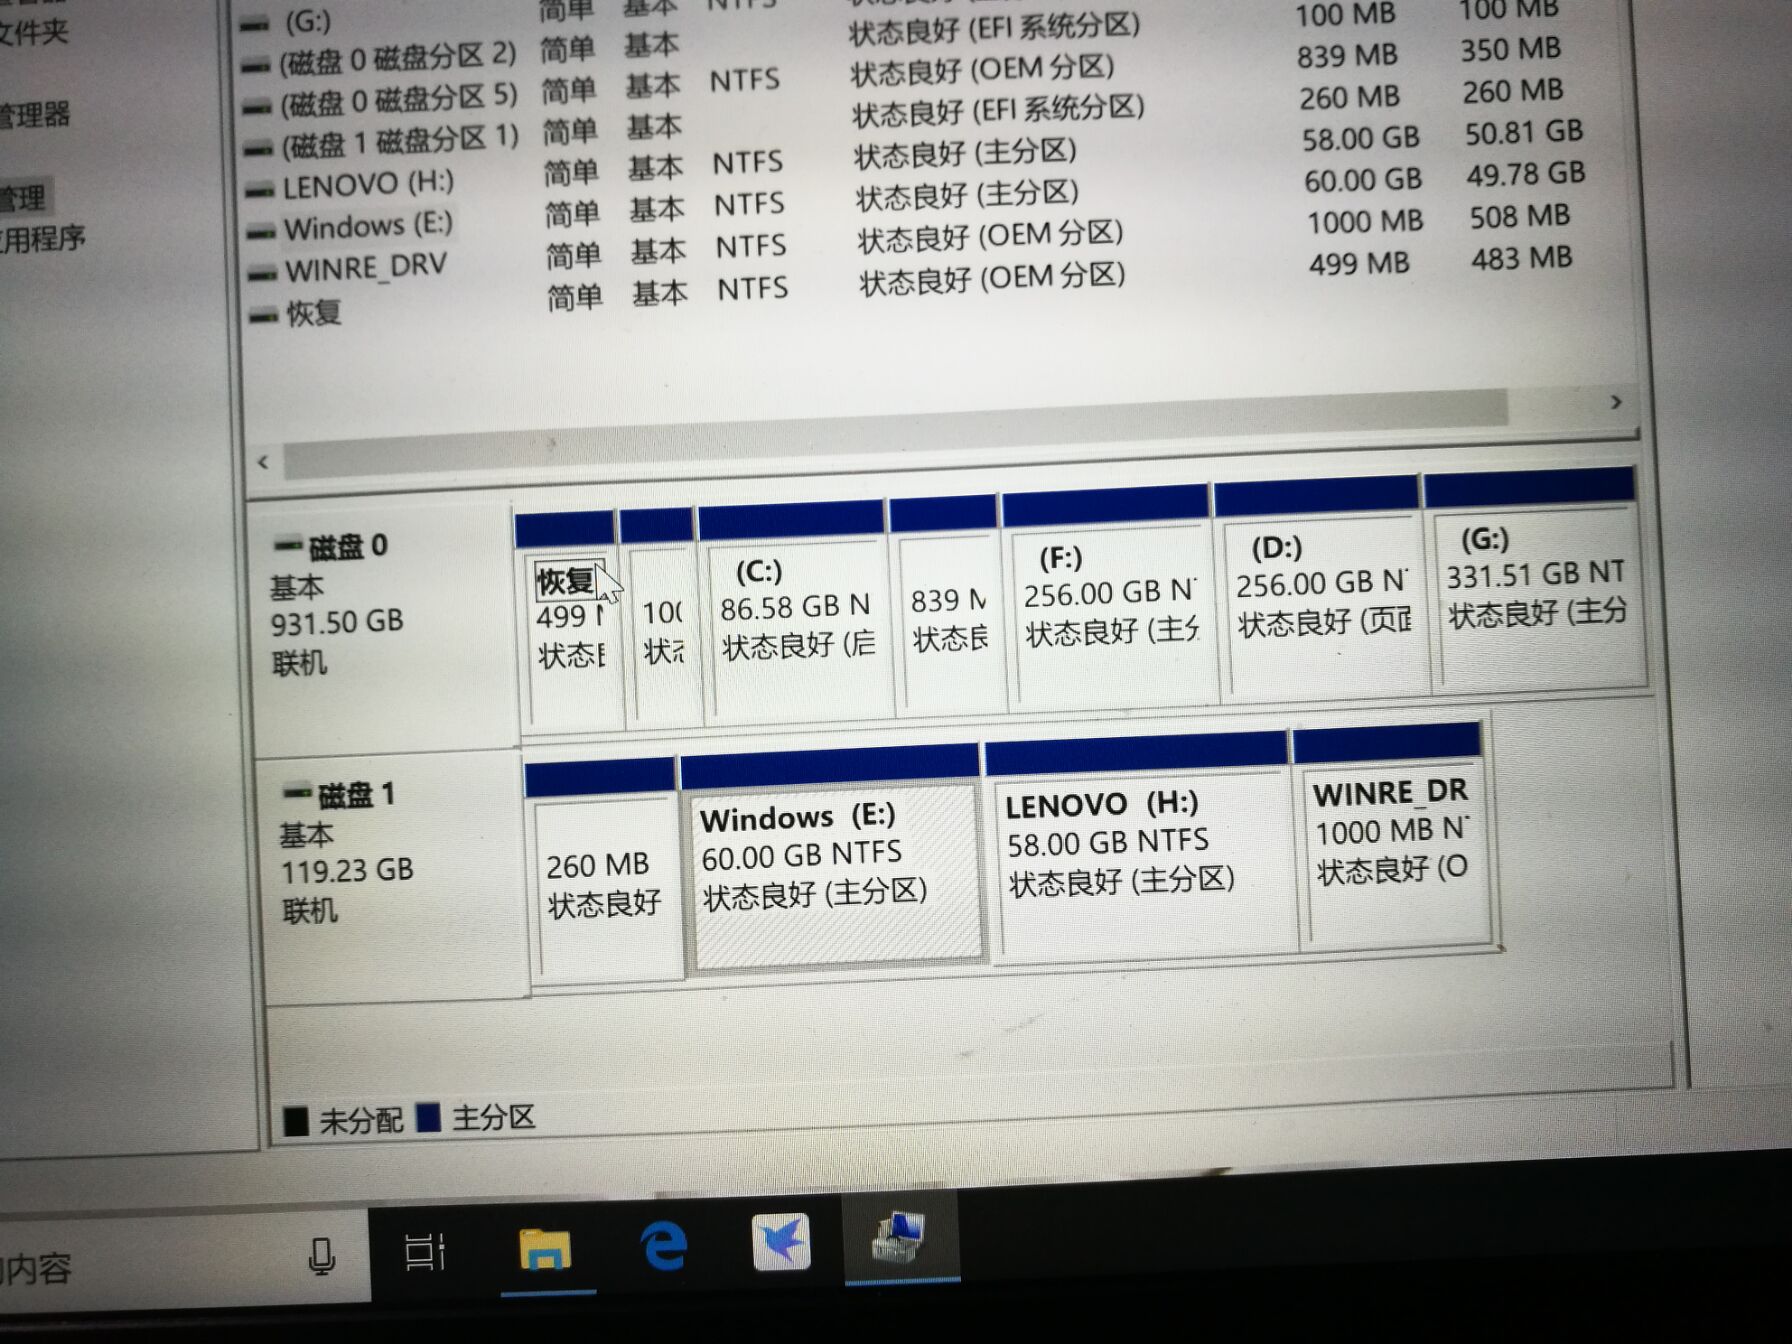 文件夹
管理器
管理
应用程序
(G:) 简单 基本 NTFS 100 MB 100 MB
(磁盘 0 磁盘分区 2) 简单 基本 状态良好 (EFI 系统分区) 839 MB 350 MB
(磁盘 0 磁盘分区 5) 简单 基本 NTFS 状态良好 (OEM 分区) 260 MB 260 MB
(磁盘 1 磁盘分区 1) 简单 基本 状态良好 (EFI 系统分区) 58.00 GB 50.81 GB
LENOVO (H:) 简单 基本 NTFS 状态良好 (主分区) 60.00 GB 49.78 GB
Windows (E:) 简单 基本 NTFS 状态良好 (主分区) 1000 MB 508 MB
WINRE_DRV 简单 基本 NTFS 状态良好 (OEM 分区) 499 MB 483 MB
恢复 简单 基本 NTFS 状态良好 (OEM 分区)
磁盘 0
基本
931.50 GB
联机
恢复
499
状态
100
状态
(C:)
86.58 GB N
状态良好 (启
839 M
状态良
(F:)
256.00 GB N
状态良好 (主分
(D:)
256.00 GB N
状态良好 (页面
(G:)
331.51 GB NT
状态良好 (主分
磁盘 1
基本
119.23 GB
联机
260 MB
状态良好
Windows (E:)
60.00 GB NTFS
状态良好 (主分区)
LENOVO (H:)
58.00 GB NTFS
状态良好 (主分区)
WINRE_DR
1000 MB N
状态良好 (O
未分配 主分区
内容